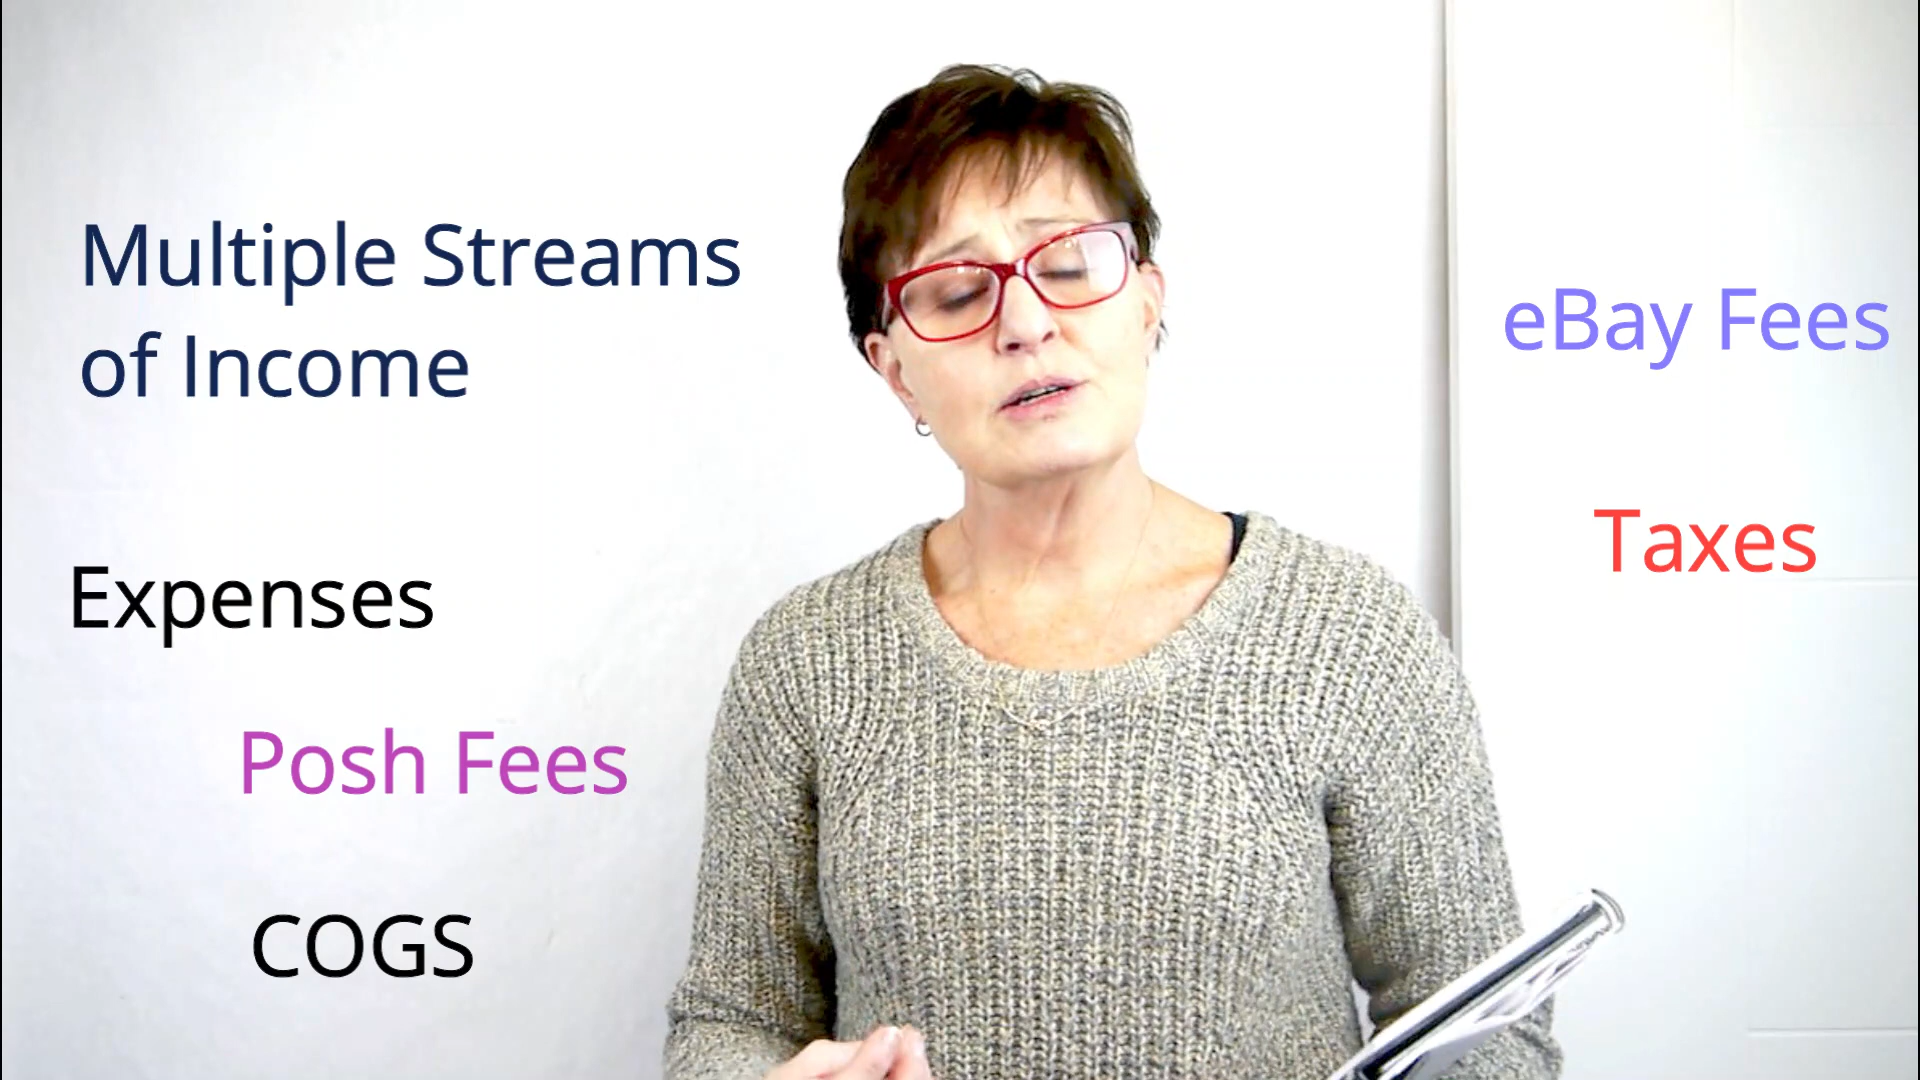 Multiple Streams
of Income
Expenses
Posh Fees
COGS
eBay Fees
Taxes